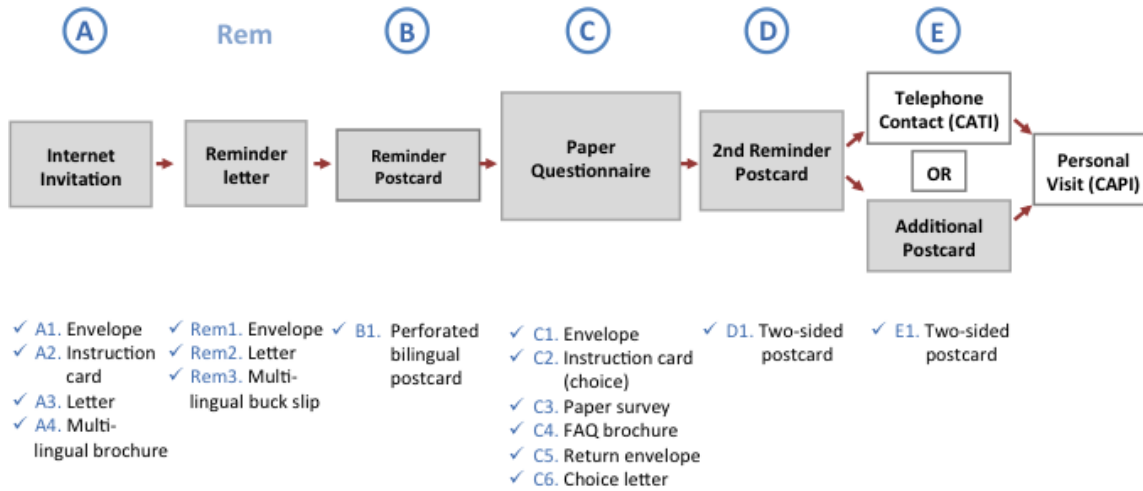 A
Rem
B
C
D
E
Internet
Invitation
Reminder
letter
Reminder
Postcard
Paper
Questionnaire
2nd Reminder
Postcard
Telephone
Contact (CATI)
OR
Additional
Postcard
Personal
Visit (CAPI)
✓ A1. Envelope
✓ A2. Instruction
card
✓ A3. Letter
✓ A4. Multi-
lingual brochure
✓ Rem1. Envelope
✓ Rem2. Letter
✓ Rem3. Multi-
lingual buck slip
✓ B1. Perforated
bilingual
postcard
✓ C1. Envelope
✓ C2. Instruction card
(choice)
✓ C3. Paper survey
✓ C4. FAQ brochure
✓ C5. Return envelope
✓ C6. Choice letter
✓ D1. Two-sided
postcard
✓ E1. Two-sided
postcard